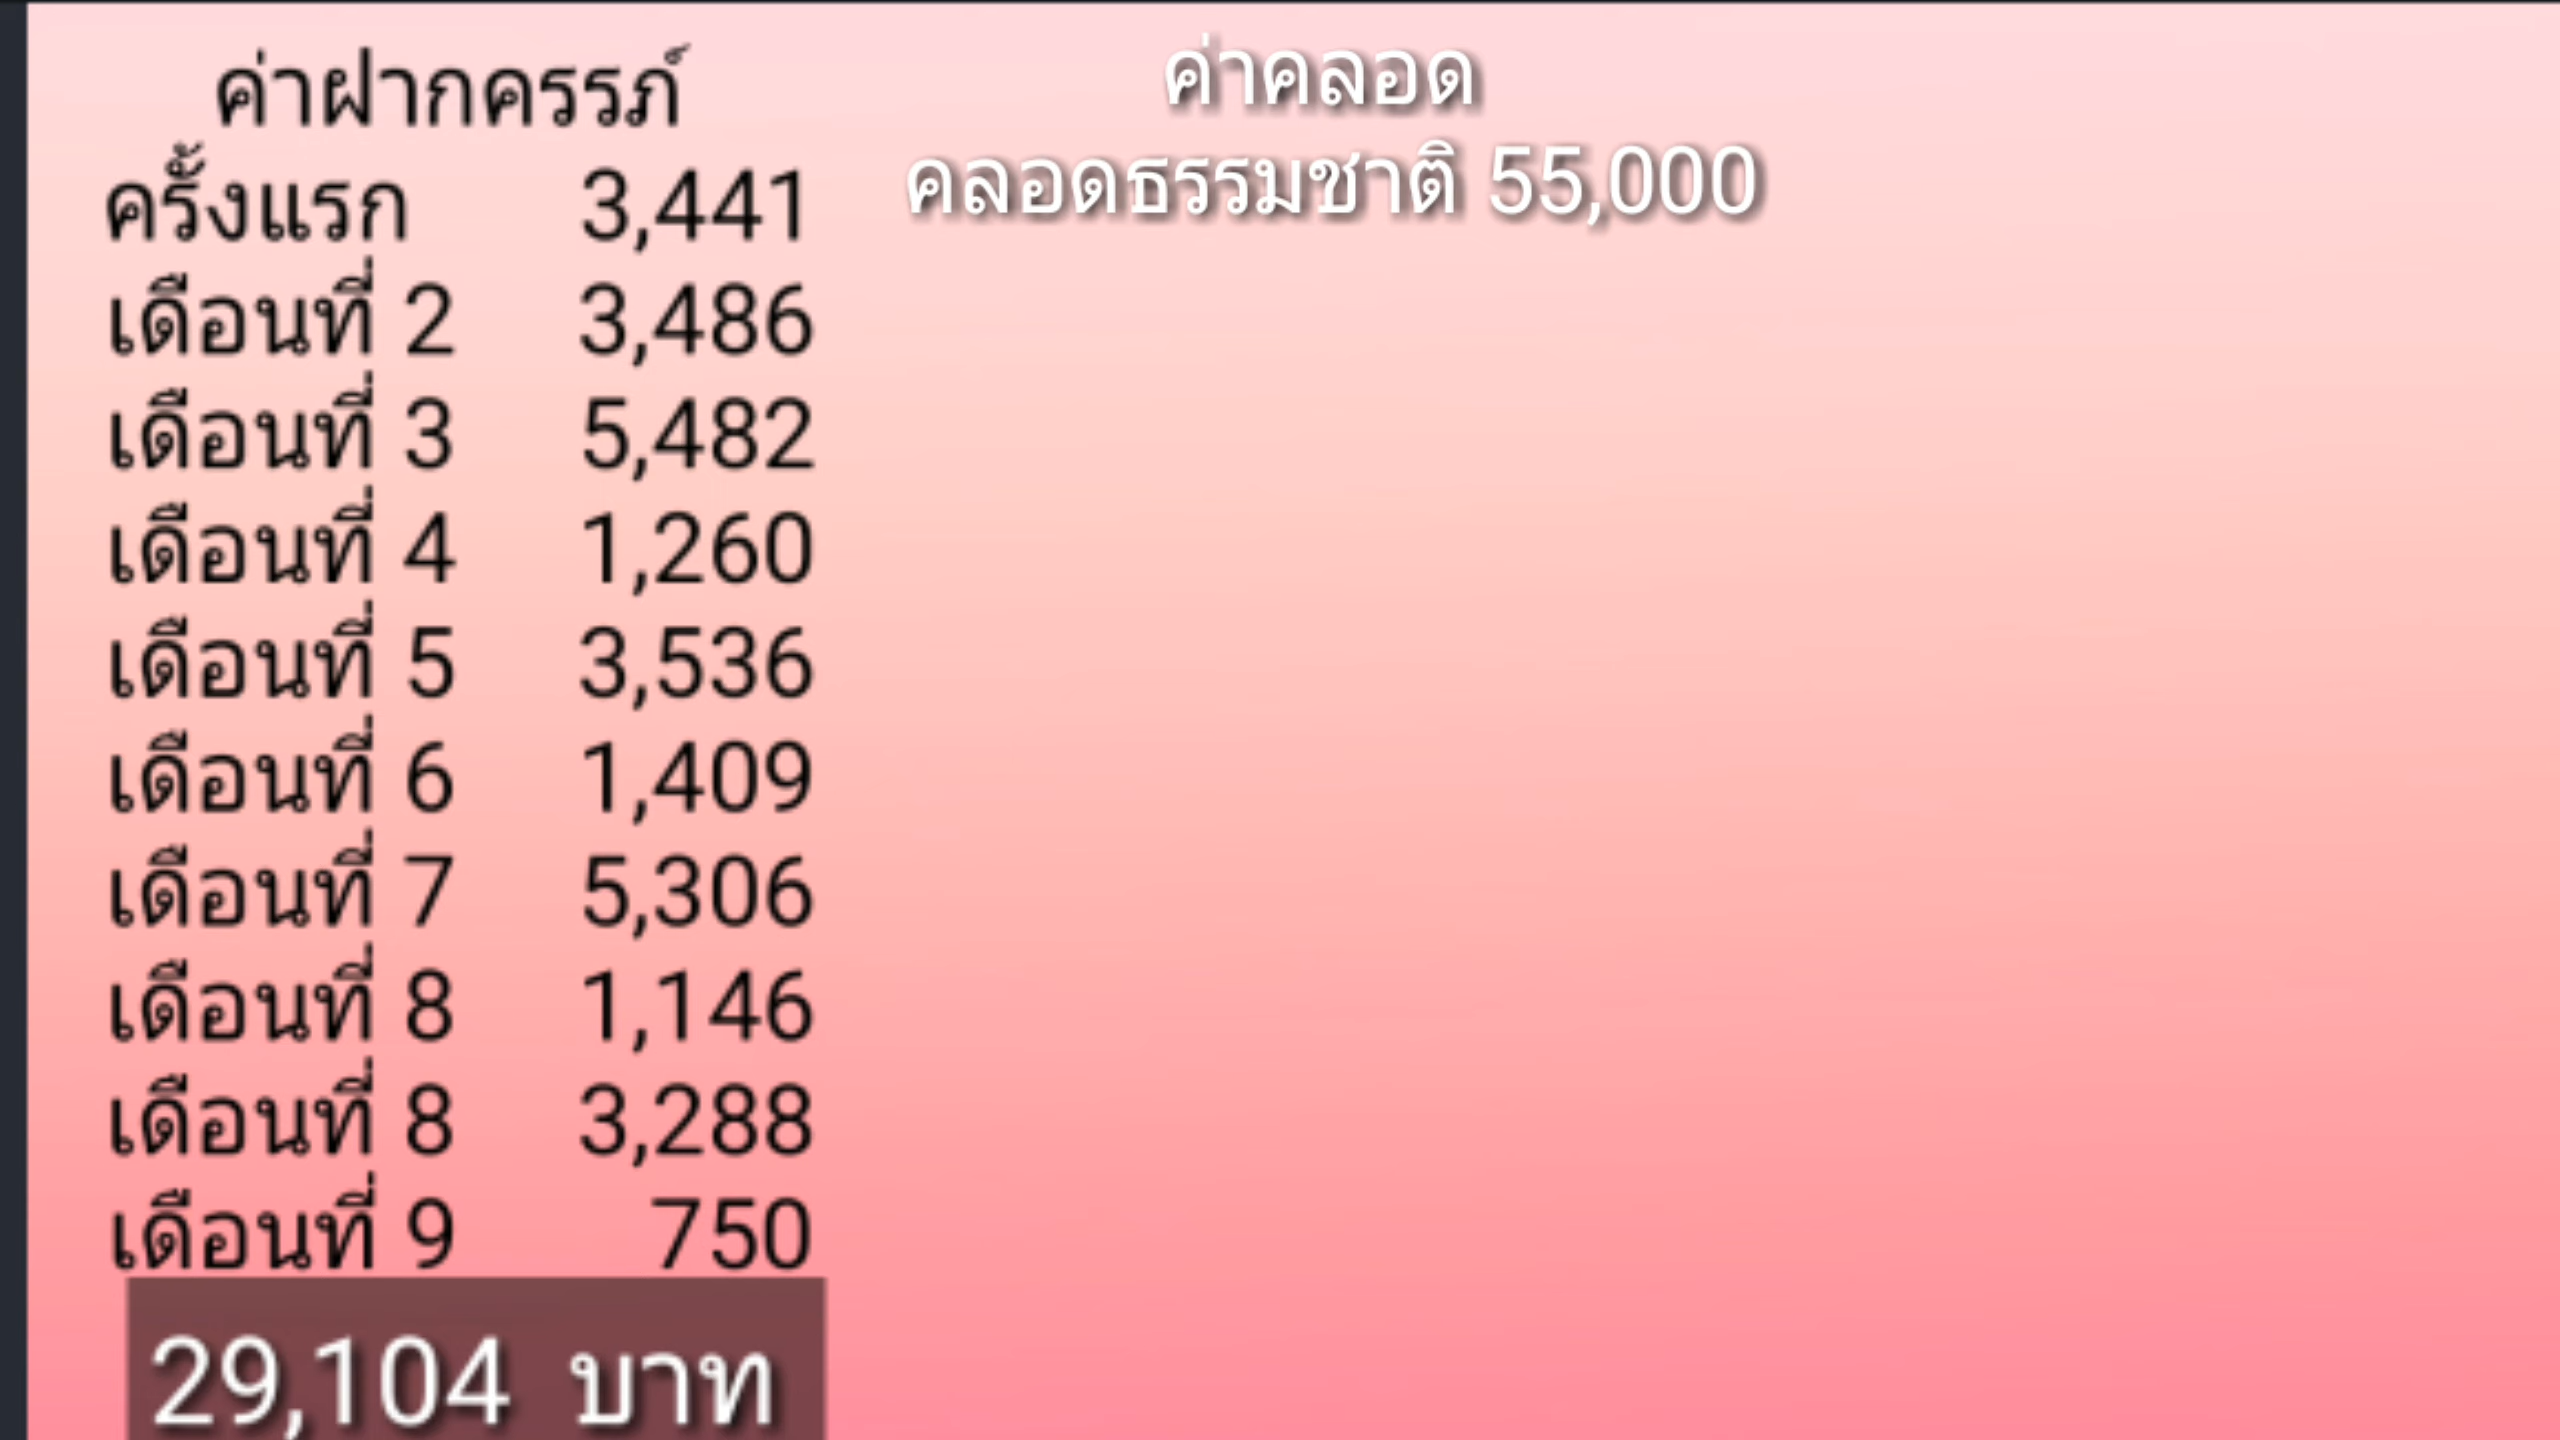 ค่าฝากครรภ์
ครั้งแรก 3,441
เดือนที่ 2 3,486
เดือนที่ 3 5,482
เดือนที่ 4 1,260
เดือนที่ 5 3,536
เดือนที่ 6 1,409
เดือนที่ 7 5,306
เดือนที่ 8 1,146
เดือนที่ 8 3,288
เดือนที่ 9 750
29,104 บาท
ค่าคลอด
คลอดธรรมชาติ 55,000